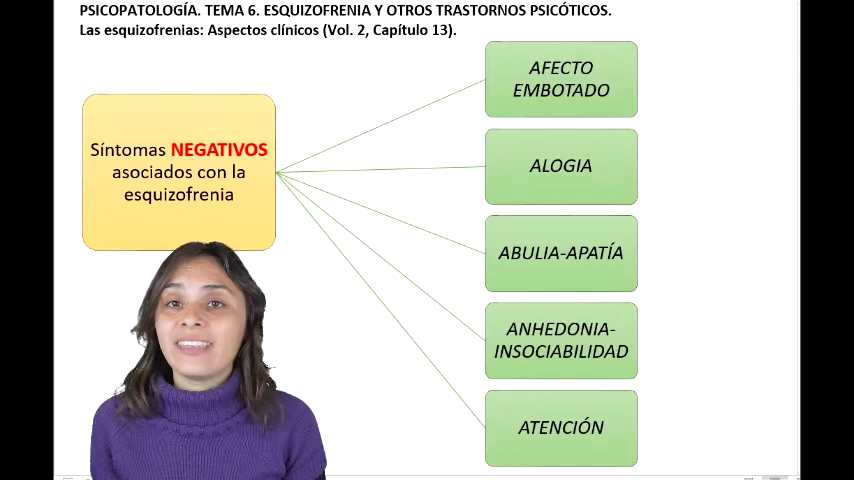 PSICOPATOLOGÍA. TEMA 6. ESQUIZOFRENIA Y OTROS TRASTORNOS PSICÓTICOS.
Las esquizofrenias: Aspectos clínicos (Vol. 2, Capítulo 13).
Síntomas NEGATIVOS
asociados con la
esquizofrenia
AFECTO
EMBOTADO
ALOGIA
ABULIA-APATÍA
ANHEDONIA-
INSOCIABILIDAD
ATENCIÓN